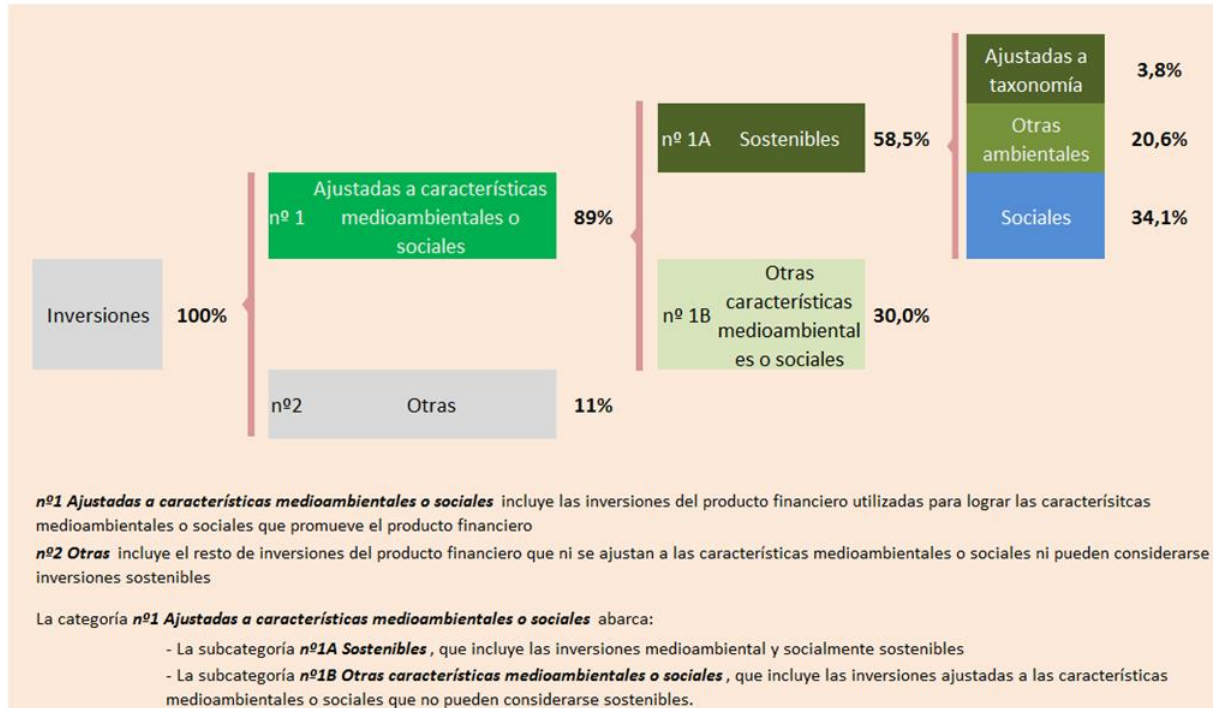 Ajustadas a
taxonomía
3,8%
nº 1A Sostenibles 58,5%
Otras
ambientales
20,6%
nº 1
Ajustadas a características
medioambientales o
sociales
89%
Sociales
34,1%
Inversiones 100%
nº 1B
Otras
características
medioambiental
es o sociales
30,0%
nº2 Otras 11%
nº1 Ajustadas a características medioambientales o sociales incluye las inversiones del producto financiero utilizadas para lograr las caracterísitcas
medioambientales o sociales que promueve el producto financiero
nº2 Otras incluye el resto de inversiones del producto financiero que ni se ajustan a las características medioambientales o sociales ni pueden considerarse
inversiones sostenibles
La categoría nº1 Ajustadas a características medioambientales o sociales abarca:
- La subcategoría nº1A Sostenibles, que incluye las inversiones medioambiental y socialmente sostenibles
- La subcategoría nº1B Otras características medioambientales o sociales, que incluye las inversiones ajustadas a las características
medioambientales o sociales que no pueden considerarse sostenibles.